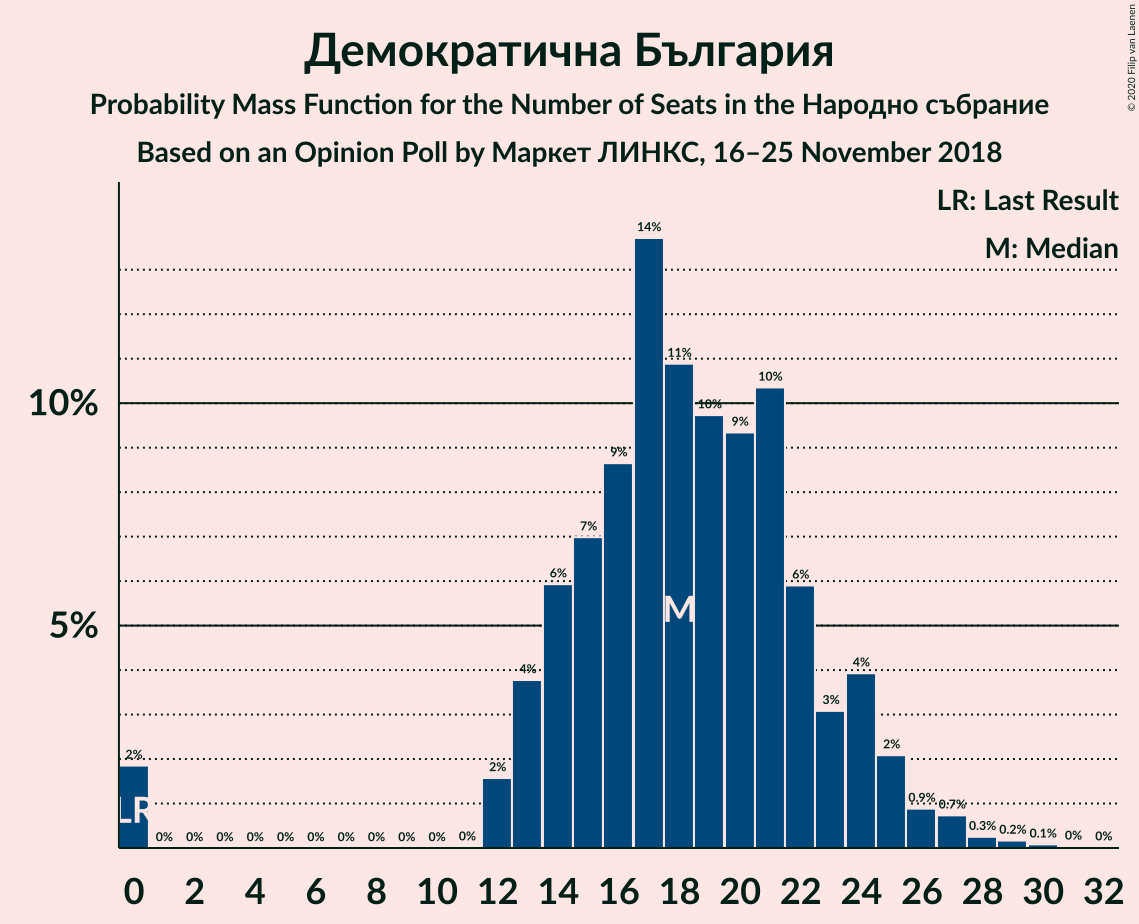 Демократична България
Probability Mass Function for the Number of Seats in the Народно събрание
Based on an Opinion Poll by Маркет ЛИНКС, 16–25 November 2018
© 2020 Filip van Laenen
LR: Last Result
M: Median
14%
11%
10%
10%
10%
9%
9%
7%
6%
6%
5%
M
4%
4%
3%
2%
2%
2%
LR
0.9%
0.7%
0.3%
0.2%
0.1%
0% 0% 0% 0% 0% 0% 0% 0% 0% 0% 0% 0% 0%
0 2 4 6 8 10 12 14 16 18 20 22 24 26 28 30 32